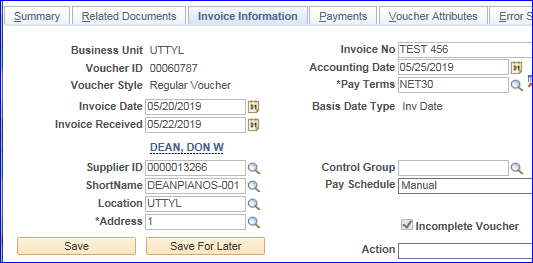 Summary Related Documents Invoice Information Payments Voucher Attributes Error S
Business Unit UTTYL Invoice No TEST 456
Voucher ID 00060787 Accounting Date 05/25/2019
Voucher Style Regular Voucher *Pay Terms NET30
Invoice Date 05/20/2019 Basis Date Type Inv Date
Invoice Received 05/22/2019
DEAN, DON W
Supplier ID 0000013266 Control Group
ShortName DEANPIANOS-001 Pay Schedule Manual
Location UTTYL
*Address 1 Incomplete Voucher
Save Save For Later Action